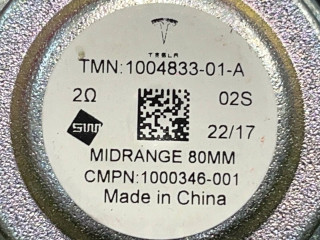 TESLA
TMN:1004833-01-A
2Ω 02S
22/17
MIDRANGE 80MM
CMPN:1000346-001
Made in China